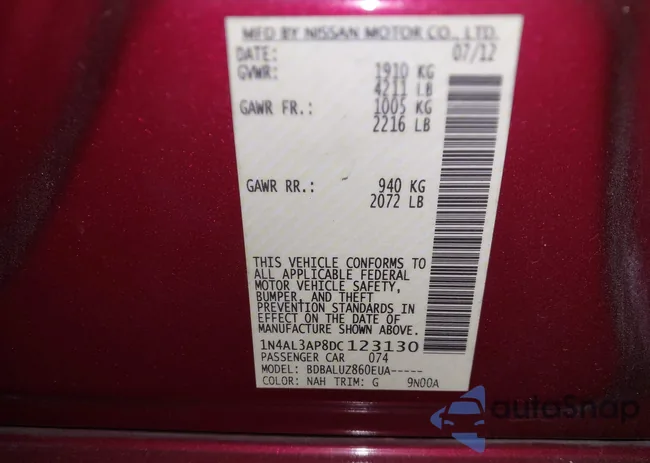 MFD BY NISSAN MOTOR CO., LTD.
DATE: 07/12
GVWR: 1910 KG
4211 LB
GAWR FR.: 1005 KG
2216 LB
GAWR RR.: 940 KG
2072 LB
THIS VEHICLE CONFORMS TO
ALL APPLICABLE FEDERAL
MOTOR VEHICLE SAFETY,
BUMPER, AND THEFT
PREVENTION STANDARDS IN
EFFECT ON THE DATE OF
MANUFACTURE SHOWN ABOVE.
1N4AL3AP8DC123130
PASSENGER CAR 074
MODEL: BDBALUZ860EUA-----
COLOR: NAH TRIM: G 9N00A
autoSnap